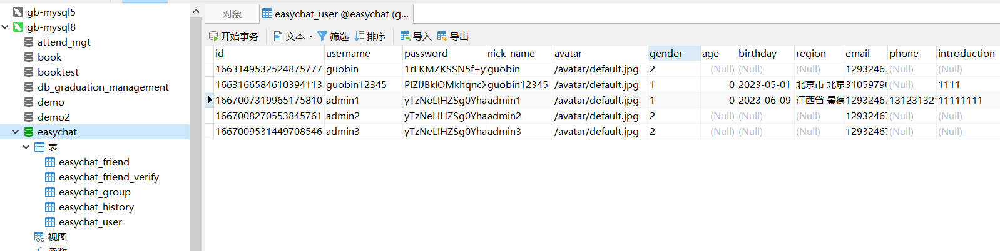 gb-mysql5
gb-mysql8
attend_mgt
book
booktest
db_graduation_management
demo
demo2
easychat
表
easychat_friend
easychat_friend_verify
easychat_group
easychat_history
easychat_user
视图
对象 easychat_user @easychat (g...
开始事务 文本 筛选 排序 导入 导出
id username password nick_name avatar gender age birthday region email phone introduction
1663149532524875777 guobin 1rFKMZKSSN5f+y guobin /avatar/default.jpg 2 (Null) (Null) (Null) 12932467 (Null) (Null)
1663166584610394113 guobin12345 guobin12345 /avatar/default.jpg 1 0 2023-05-01 北京市 北京 31059790 (Null) 1111
1667007319965175810 admin1 admin1 /avatar/default.jpg 1 0 2023-06-09 江西省 景德 12932467 131231321 11111111
1667008270553845761 admin2 admin2 /avatar/default.jpg 2 (Null) (Null) (Null) 12932467 (Null) (Null)
1667009531449708546 admin3 admin3 /avatar/default.jpg 2 (Null) (Null) (Null) 12932467 (Null) (Null)